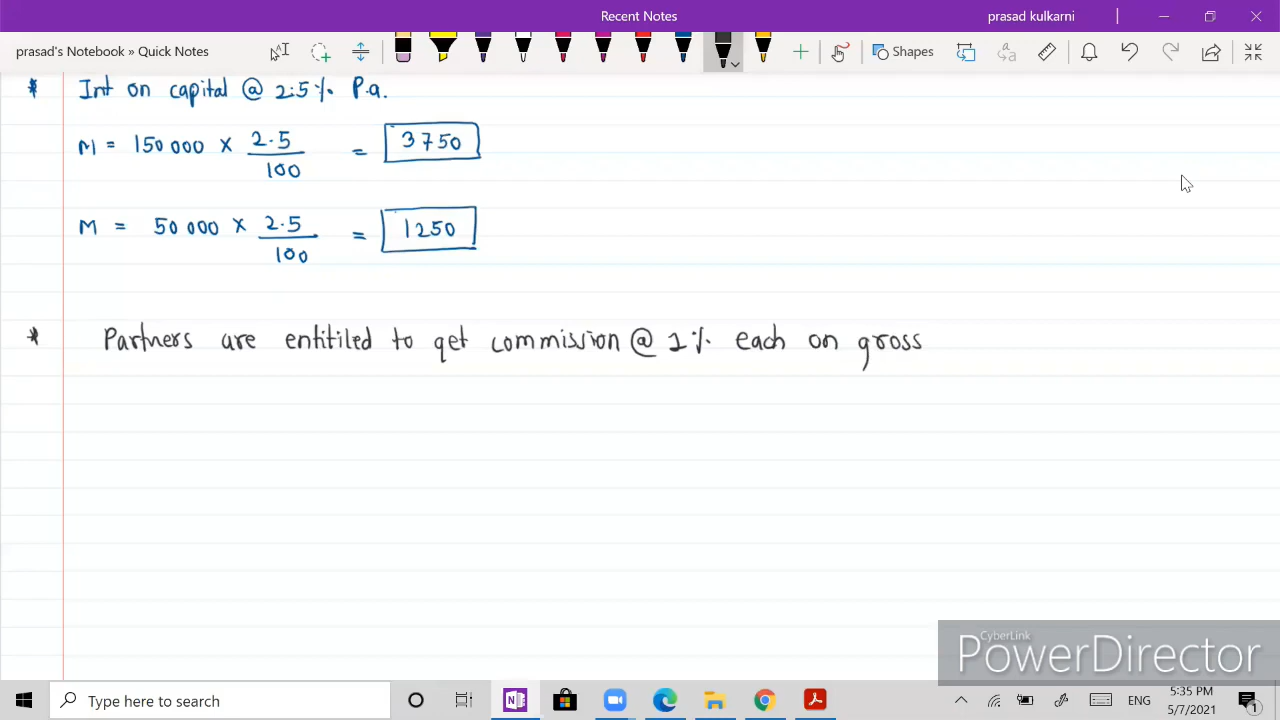 Recent Notes
prasad kulkarni
prasad's Notebook » Quick Notes
Shapes
* Int on capital @ 2.5% P.a.
M = 150 000 × 2.5 / 100 = 3750
M = 50 000 × 2.5 / 100 = 1250
* Partners are entitiled to get commission @ 1% each on gross
CyberLink
PowerDirector
Type here to search
ENG
5:35 PM
5/7/2021